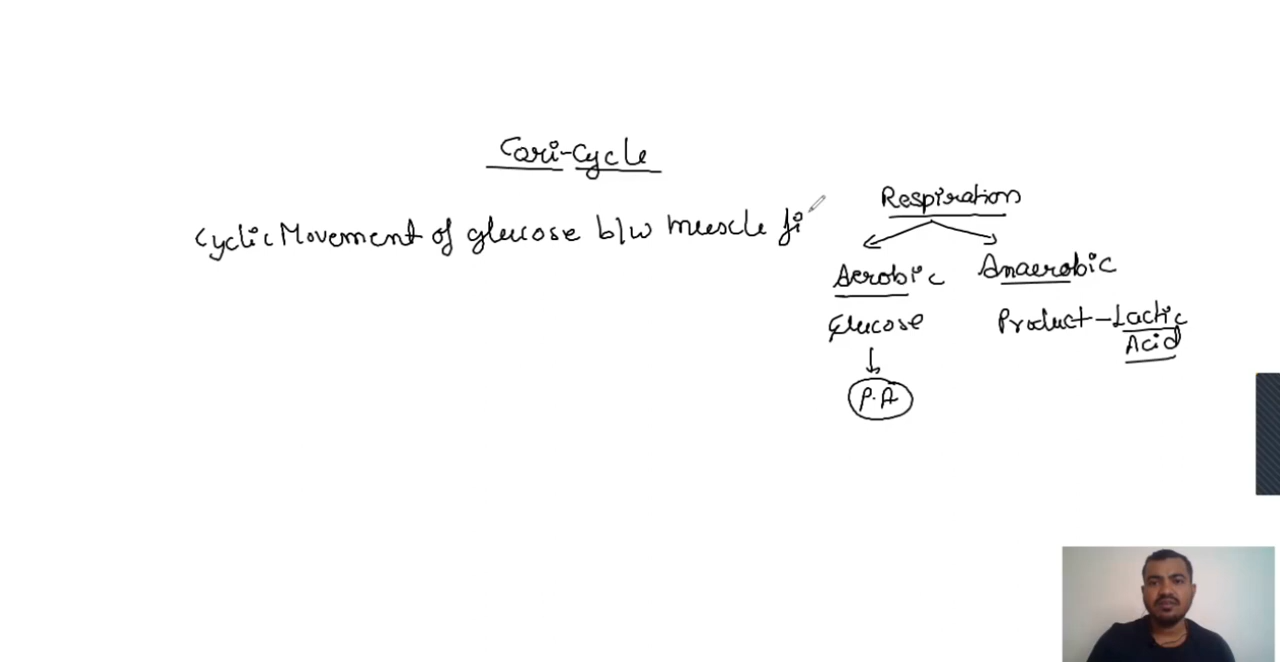 Cori-Cycle
Cyclic Movement of glucose b/w muscle fi
Respiration
Aerobic
Anaerobic
Glucose
Product - Lactic
Acid
P.A